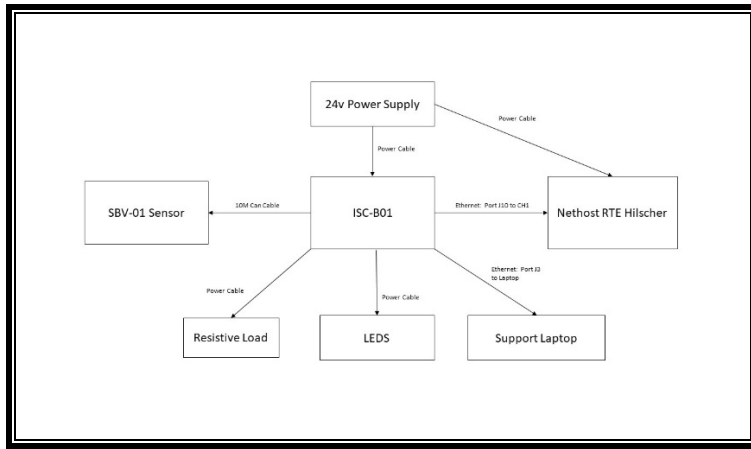 24v Power Supply
Power Cable
Power Cable
SBV-01 Sensor
10M Can Cable
ISC-B01
Ethernet: Port J10 to CH1
Nethost RTE Hilscher
Ethernet: Port J3
to Laptop
Power Cable
Power Cable
Resistive Load
LEDS
Support Laptop